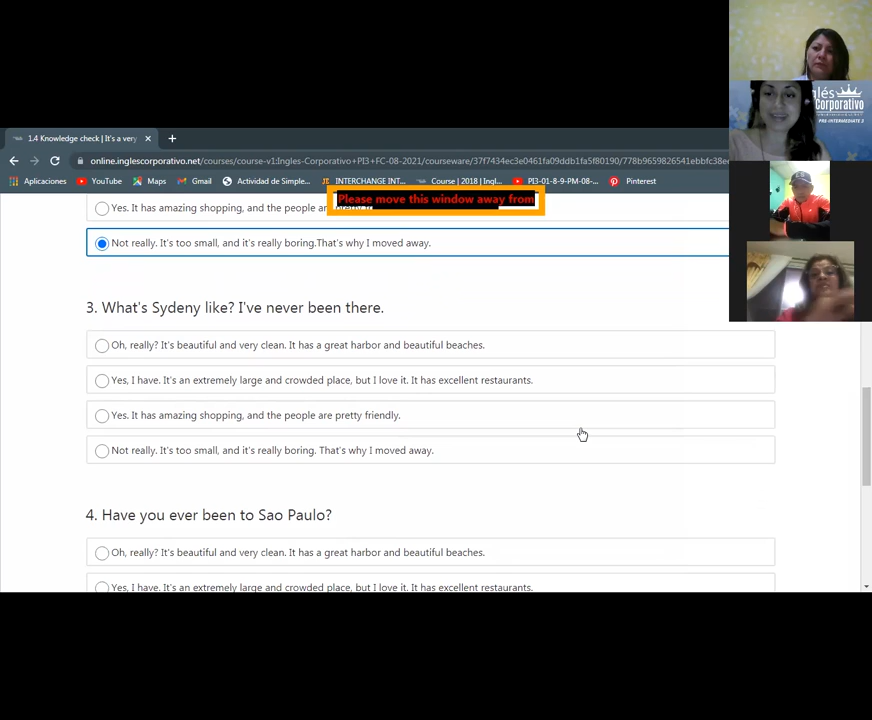 glés
Corporativo
PRE-INTERMEDIATE 2
1.4 Knowledge check | It's a very
online.inglescorporativo.net/courses/course-v1:Ingles-Corporativo+PI3+FC-08-2021/courseware/37f7434ec3e0461fa09ddb1fa5f80190/778b9659826541ebbfc38e
Aplicaciones YouTube Maps Gmail Actividad de Simple... INTERCHANGE INT... Course | 2018 | Ingl... PI3-01-8-9-PM-08-... Pinterest
Please move this window away from
Yes. It has amazing shopping, and the people are
Not really. It's too small, and it's really boring.That's why I moved away.
3. What's Sydeny like? I've never been there.
Oh, really? It's beautiful and very clean. It has a great harbor and beautiful beaches.
Yes, I have. It's an extremely large and crowded place, but I love it. It has excellent restaurants.
Yes. It has amazing shopping, and the people are pretty friendly.
Not really. It's too small, and it's really boring. That's why I moved away.
4. Have you ever been to Sao Paulo?
Oh, really? It's beautiful and very clean. It has a great harbor and beautiful beaches.
Yes, I have. It's an extremely large and crowded place, but I love it. It has excellent restaurants.